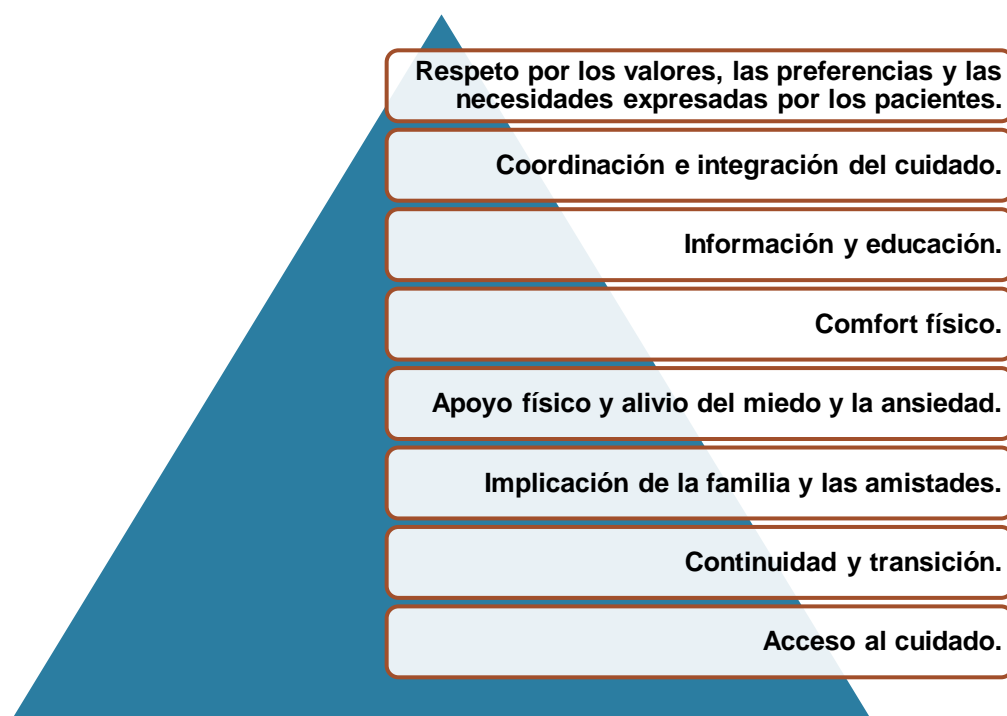 Respeto por los valores, las preferencias y las
necesidades expresadas por los pacientes.
Coordinación e integración del cuidado.
Información y educación.
Comfort físico.
Apoyo físico y alivio del miedo y la ansiedad.
Implicación de la familia y las amistades.
Continuidad y transición.
Acceso al cuidado.